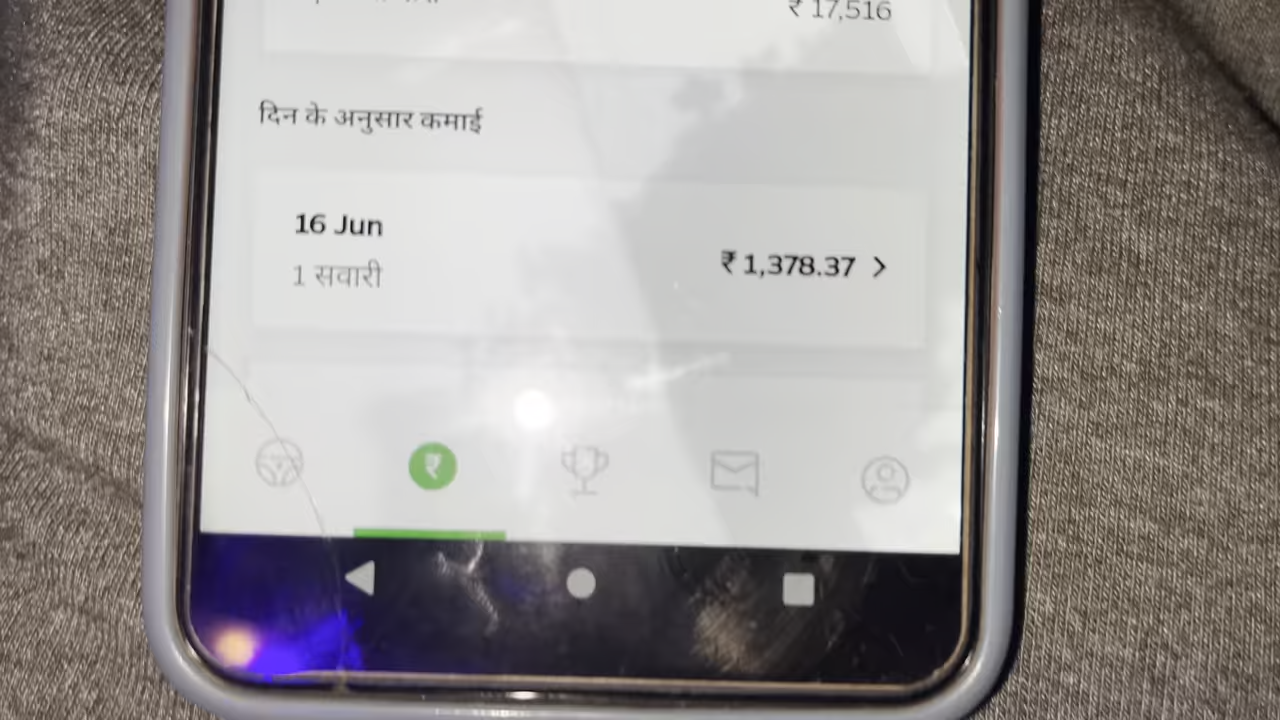 ₹ 17,516
दिन के अनुसार कमाई
16 Jun
1 सवारी
₹ 1,378.37 >